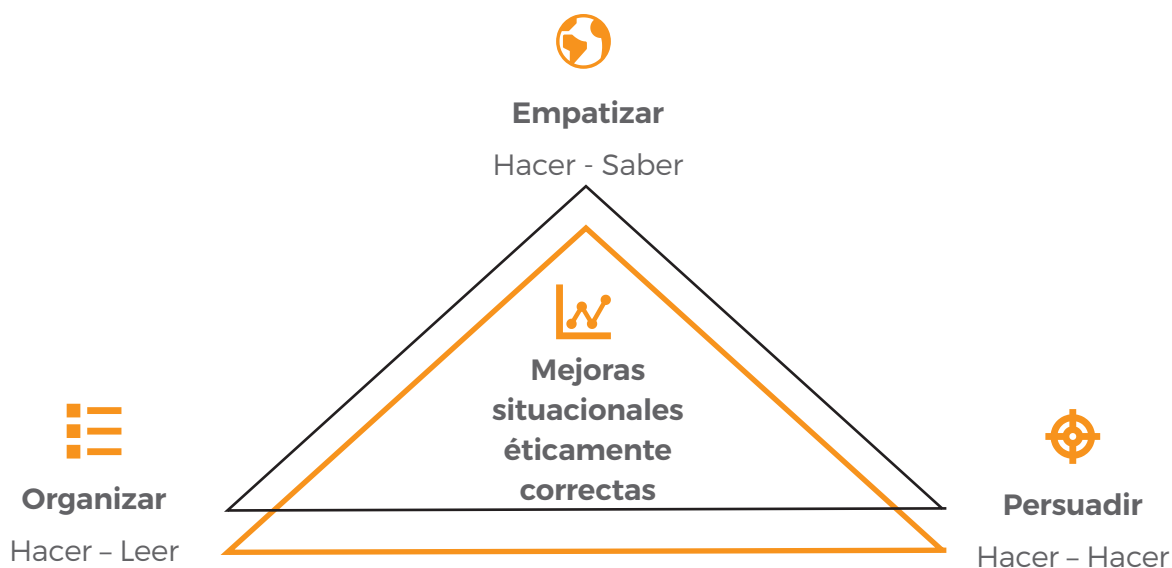 Empatizar
Hacer - Saber
Mejoras
situacionales
éticamente
correctas
Organizar
Hacer – Leer
Persuadir
Hacer – Hacer